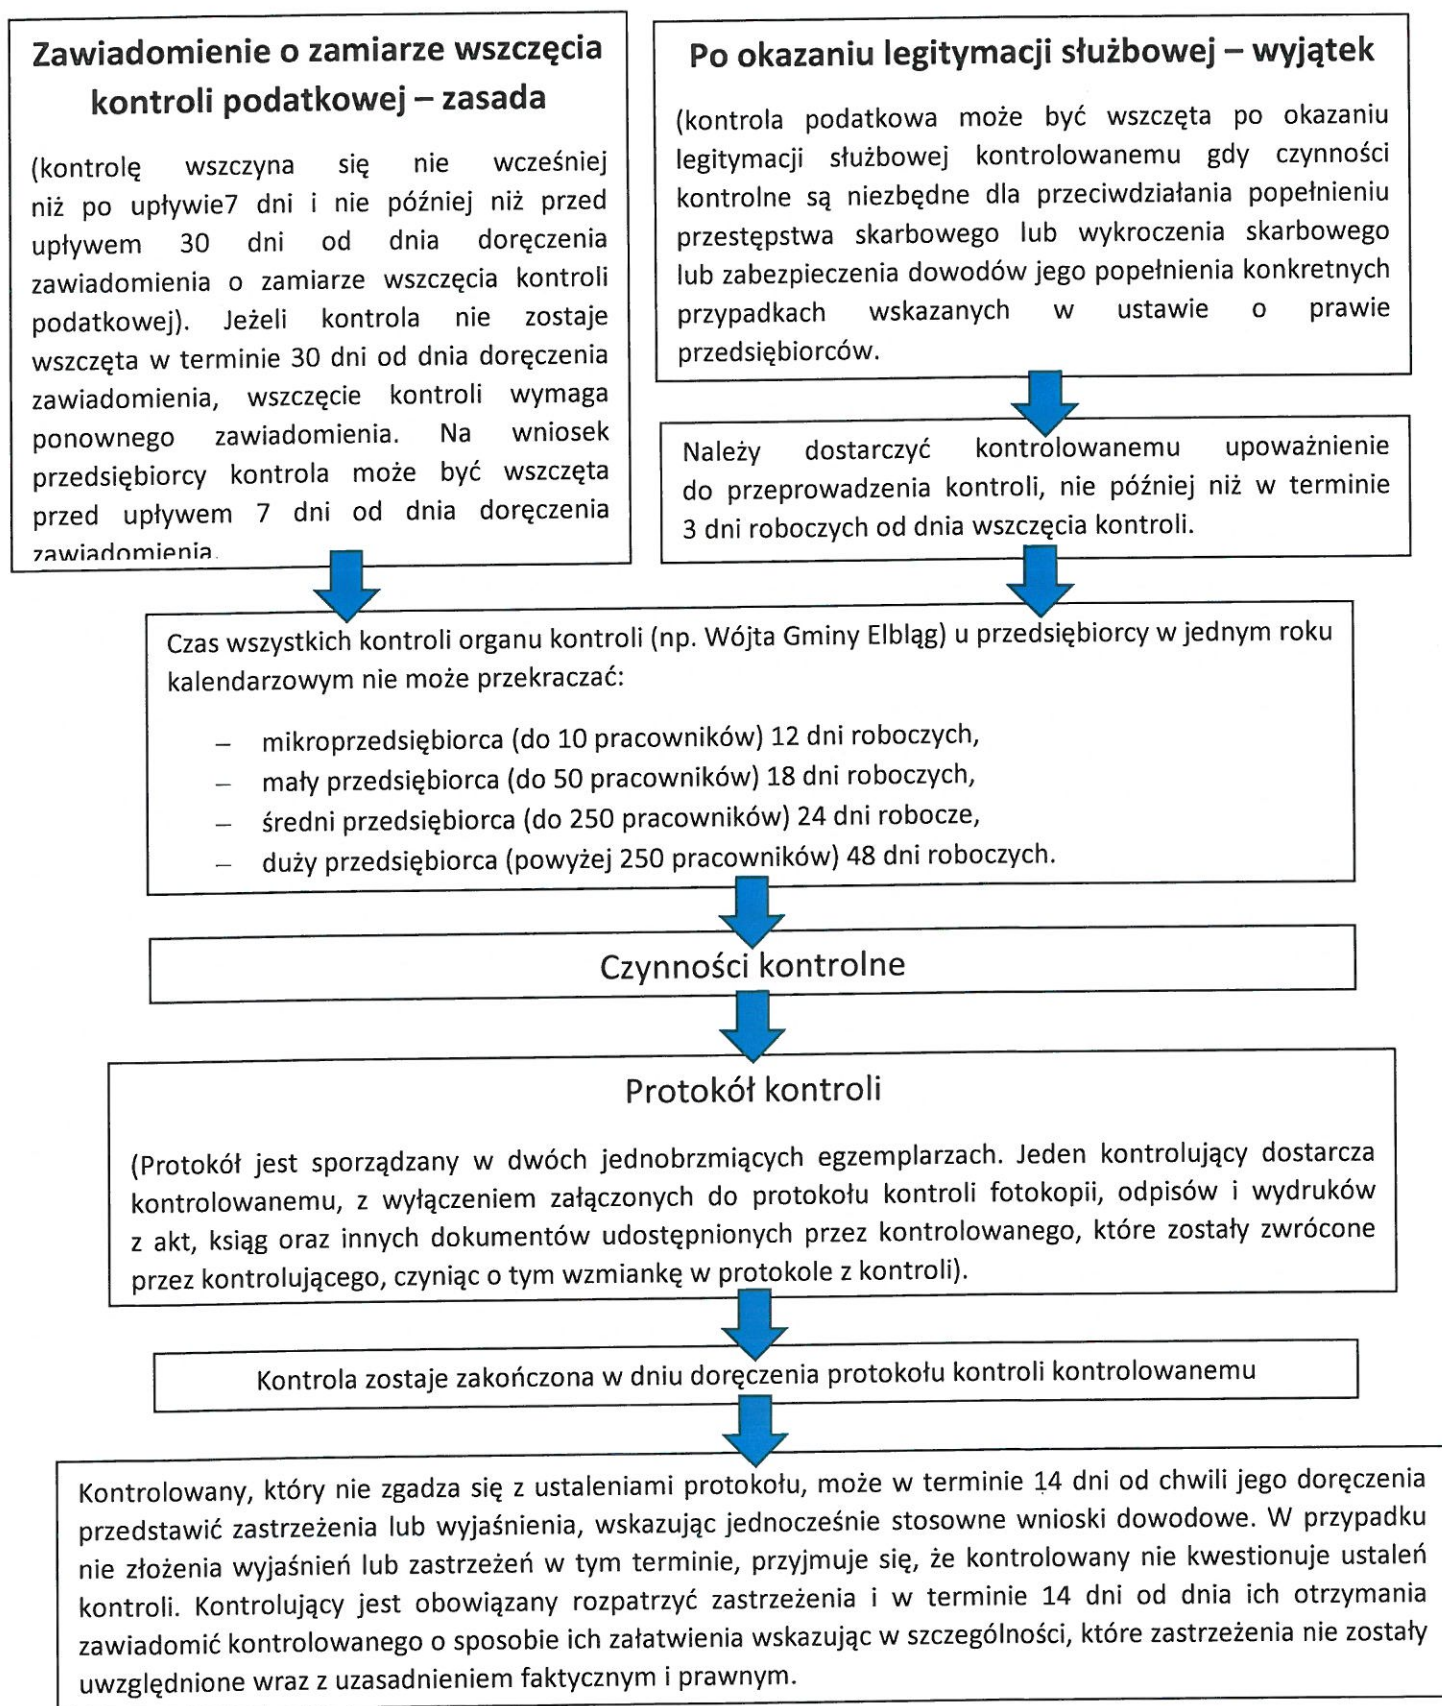 Zawiadomienie o zamiarze wszczęcia
kontroli podatkowej – zasada
(kontrolę wszczyna się nie wcześniej
niż po upływie7 dni i nie później niż przed
upływem 30 dni od dnia doręczenia
zawiadomienia o zamiarze wszczęcia kontroli
podatkowej). Jeżeli kontrola nie zostaje
wszczęta w terminie 30 dni od dnia doręczenia
zawiadomienia, wszczęcie kontroli wymaga
ponownego zawiadomienia. Na wniosek
przedsiębiorcy kontrola może być wszczęta
przed upływem 7 dni od dnia doręczenia
zawiadomienia.
Po okazaniu legitymacji służbowej – wyjątek
(kontrola podatkowa może być wszczęta po okazaniu
legitymacji służbowej kontrolowanemu gdy czynności
kontrolne są niezbędne dla przeciwdziałania popełnieniu
przestępstwa skarbowego lub wykroczenia skarbowego
lub zabezpieczenia dowodów jego popełnienia konkretnych
przypadkach wskazanych w ustawie o prawie
przedsiębiorców.
Należy dostarczyć kontrolowanemu upoważnienie
do przeprowadzenia kontroli, nie później niż w terminie
3 dni roboczych od dnia wszczęcia kontroli.
Czas wszystkich kontroli organu kontroli (np. Wójta Gminy Elbląg) u przedsiębiorcy w jednym roku
kalendarzowym nie może przekraczać:
– mikroprzedsiębiorca (do 10 pracowników) 12 dni roboczych,
– mały przedsiębiorca (do 50 pracowników) 18 dni roboczych,
– średni przedsiębiorca (do 250 pracowników) 24 dni robocze,
– duży przedsiębiorca (powyżej 250 pracowników) 48 dni roboczych.
Czynności kontrolne
Protokół kontroli
(Protokół jest sporządzany w dwóch jednobrzmiących egzemplarzach. Jeden kontrolujący dostarcza
kontrolowanemu, z wyłączeniem załączonych do protokołu kontroli fotokopii, odpisów i wydruków
z akt, ksiąg oraz innych dokumentów udostępnionych przez kontrolowanego, które zostały zwrócone
przez kontrolującego, czyniąc o tym wzmiankę w protokole z kontroli).
Kontrola zostaje zakończona w dniu doręczenia protokołu kontroli kontrolowanemu
Kontrolowany, który nie zgadza się z ustaleniami protokołu, może w terminie 14 dni od chwili jego doręczenia
przedstawić zastrzeżenia lub wyjaśnienia, wskazując jednocześnie stosowne wnioski dowodowe. W przypadku
nie złożenia wyjaśnień lub zastrzeżeń w tym terminie, przyjmuje się, że kontrolowany nie kwestionuje ustaleń
kontroli. Kontrolujący jest obowiązany rozpatrzyć zastrzeżenia i w terminie 14 dni od dnia ich otrzymania
zawiadomić kontrolowanego o sposobie ich załatwienia wskazując w szczególności, które zastrzeżenia nie zostały
uwzględnione wraz z uzasadnieniem faktycznym i prawnym.